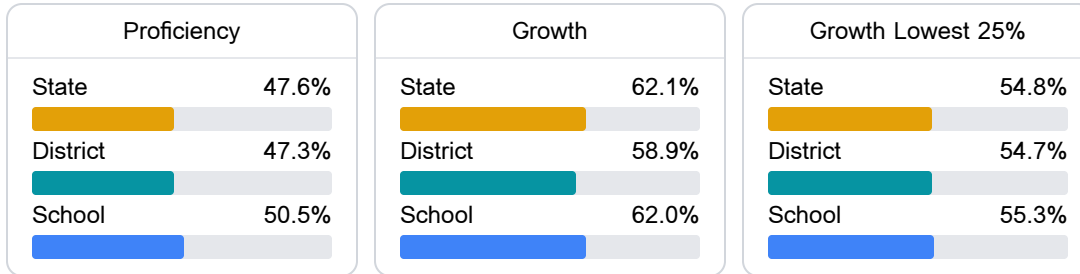 Proficiency
State 47.6%
District 47.3%
School 50.5%
Growth
State 62.1%
District 58.9%
School 62.0%
Growth Lowest 25%
State 54.8%
District 54.7%
School 55.3%